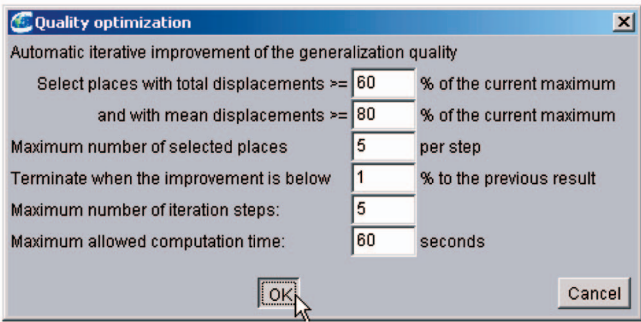 Quality optimization
Automatic iterative improvement of the generalization quality
Select places with total displacements >= 60 % of the current maximum
and with mean displacements >= 80 % of the current maximum
Maximum number of selected places 5 per step
Terminate when the improvement is below 1 % to the previous result
Maximum number of iteration steps: 5
Maximum allowed computation time: 60 seconds
OK Cancel